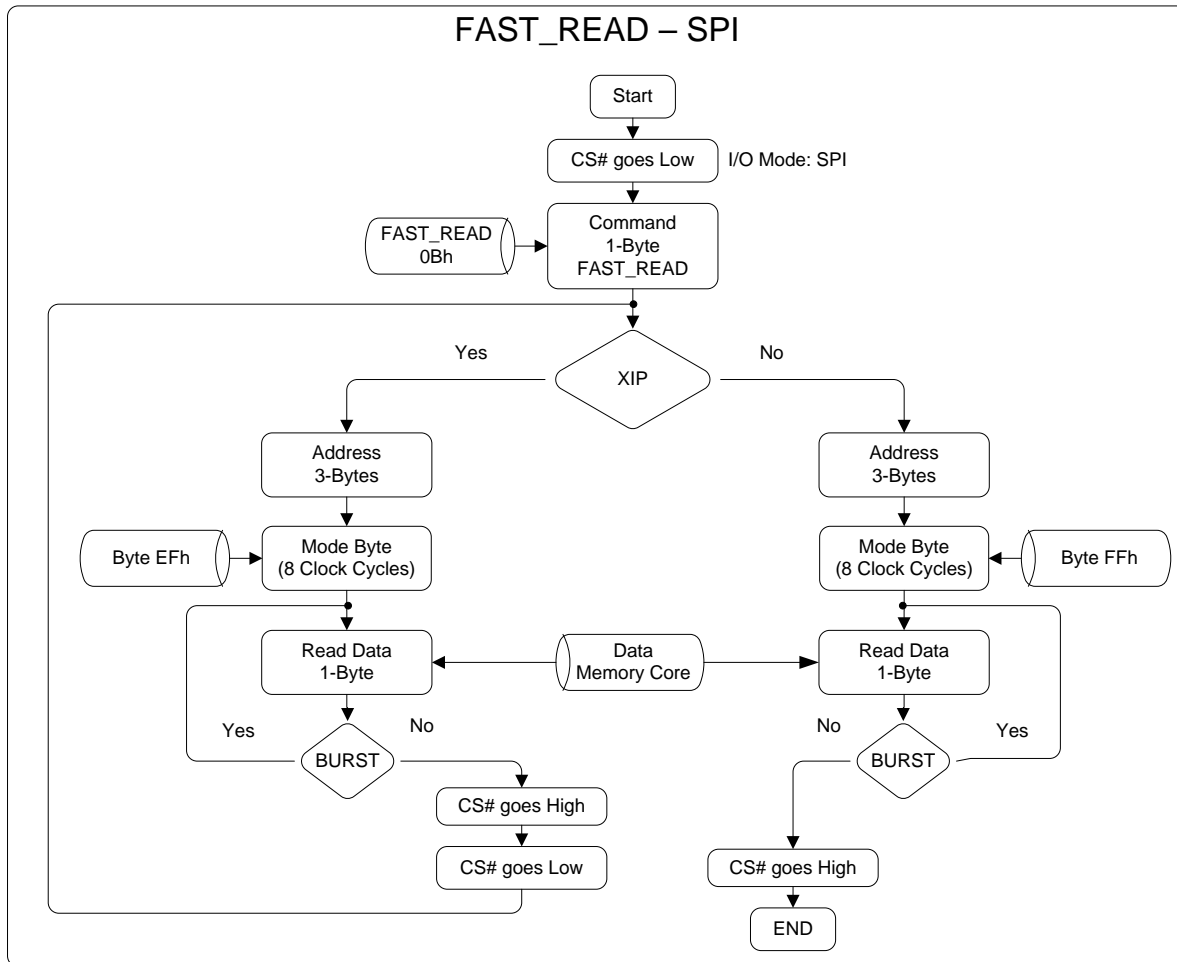 FAST_READ – SPI
Start
CS# goes Low
I/O Mode: SPI
FAST_READ
0Bh
Command
1-Byte
FAST_READ
Yes
No
XIP
Address
3-Bytes
Address
3-Bytes
Byte EFh
Mode Byte
(8 Clock Cycles)
Mode Byte
(8 Clock Cycles)
Byte FFh
Read Data
1-Byte
Data
Memory Core
Read Data
1-Byte
Yes
No
BURST
No
Yes
BURST
CS# goes High
CS# goes Low
CS# goes High
END